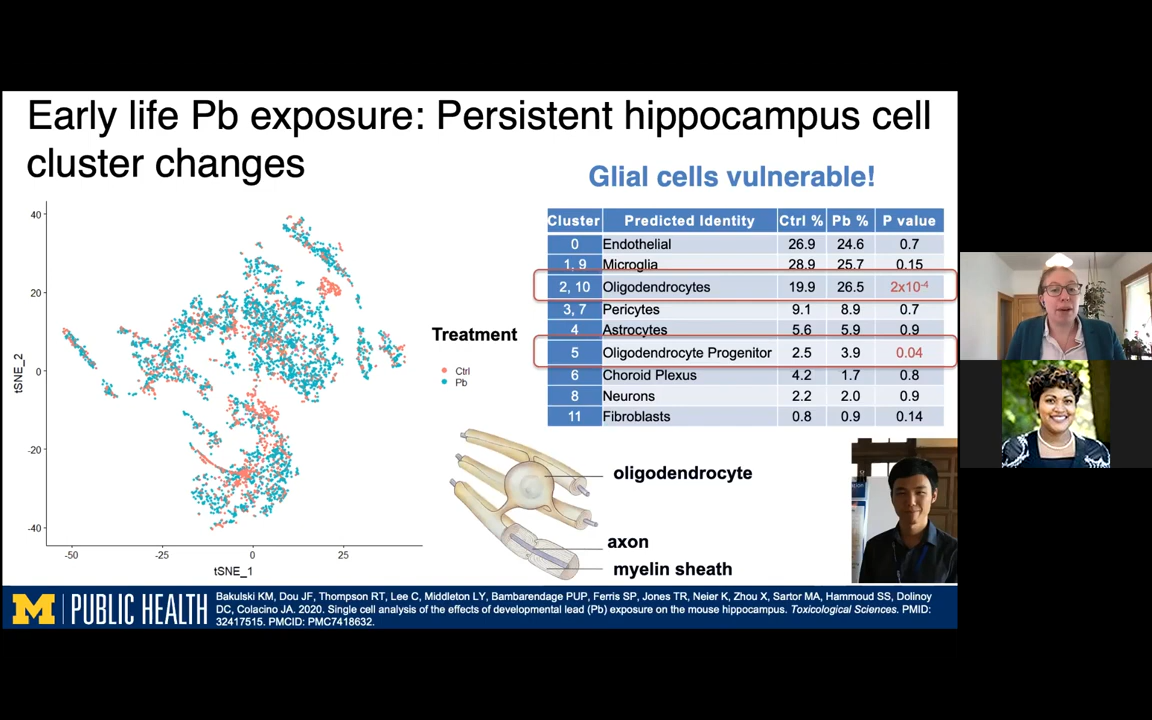 Early life Pb exposure: Persistent hippocampus cell
cluster changes
Glial cells vulnerable!
Cluster Predicted Identity Ctrl % Pb % P value
0 Endothelial 26.9 24.6 0.7
1, 9 Microglia 28.9 25.7 0.15
2, 10 Oligodendrocytes 19.9 26.5 2x10⁻⁴
3, 7 Pericytes 9.1 8.9 0.7
4 Astrocytes 5.6 5.9 0.9
5 Oligodendrocyte Progenitor 2.5 3.9 0.04
6 Choroid Plexus 4.2 1.7 0.8
8 Neurons 2.2 2.0 0.9
11 Fibroblasts 0.8 0.9 0.14
40
20
0
-20
-40
tSNE_2
-50 -25 0 25
tSNE_1
Treatment
Ctrl
Pb
oligodendrocyte
axon
myelin sheath
M PUBLIC HEALTH
Bakulski KM, Dou JF, Thompson RT, Lee C, Middleton LY, Bambarendage PUP, Ferris SP, Jones TR, Neier K, Zhou X, Sartor MA, Hammoud SS, Dolinoy
DC, Colacino JA. 2020. Single cell analysis of the effects of developmental lead (Pb) exposure on the mouse hippocampus. Toxicological Sciences. PMID:
32417515. PMCID: PMC7418632.